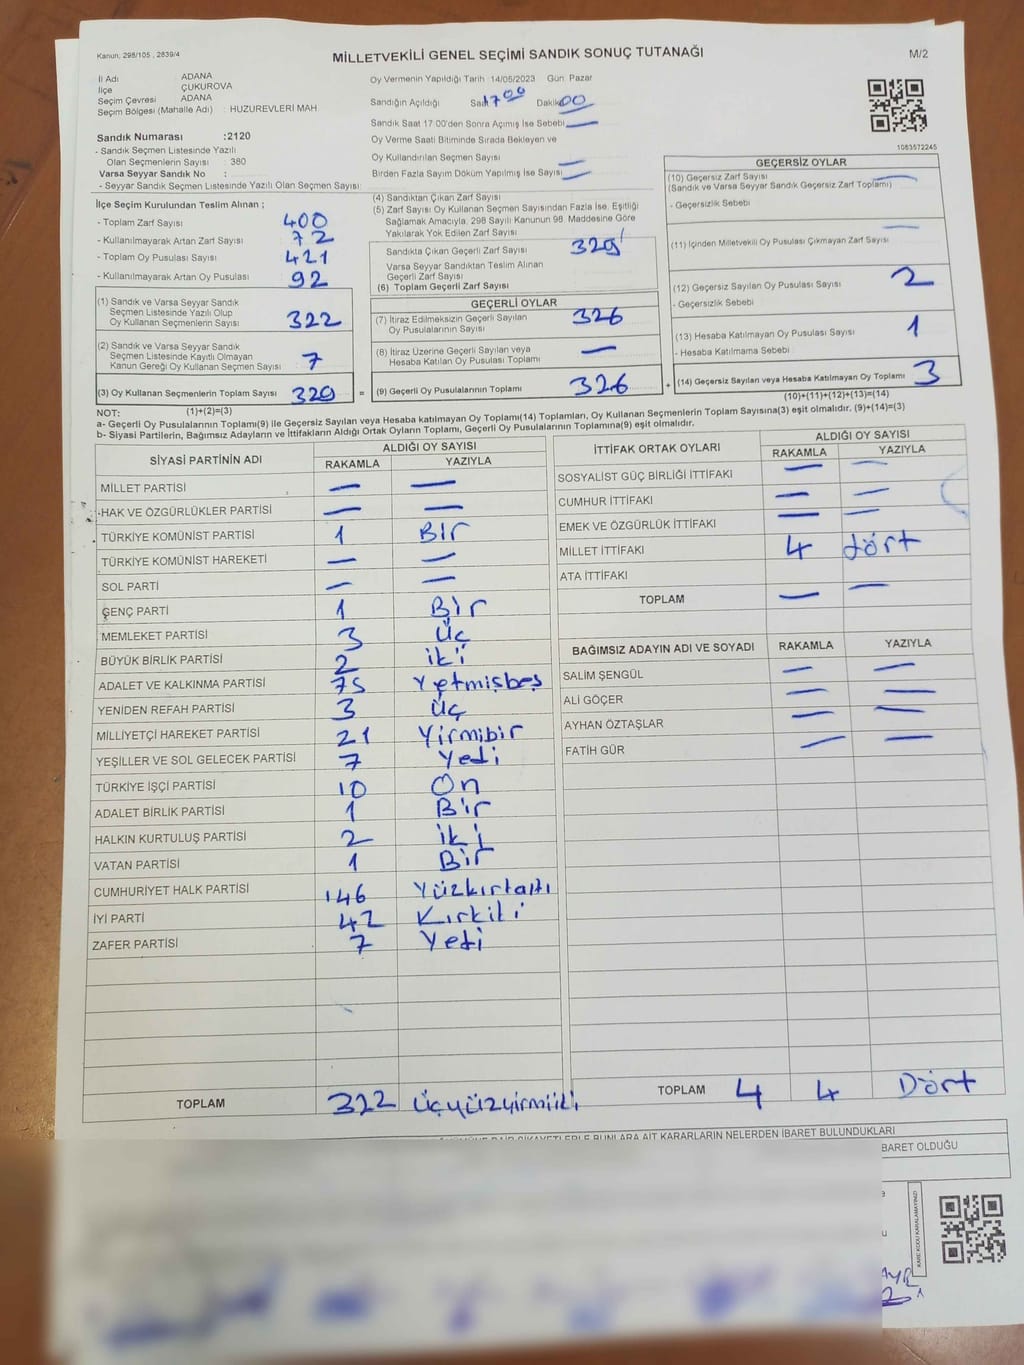 Kanun: 298/105 , 2839/4
MİLLETVEKİLİ GENEL SEÇİMİ SANDIK SONUÇ TUTANAĞI
M/2
İl Adı ADANA
İlçe ÇUKUROVA
Seçim Çevresi ADANA
Seçim Bölgesi (Mahalle Adı) : HUZUREVLERİ MAH.
Sandık Numarası :2120
- Sandık Seçmen Listesinde Yazılı
Olan Seçmenlerin Sayısı : 380
Varsa Seyyar Sandık No :
- Seyyar Sandık Seçmen Listesinde Yazılı Olan Seçmen Sayısı:
Oy Vermenin Yapıldığı Tarih :14/05/2023 Gün: Pazar
Sandığın Açıldığı Saat 17 00 Dakika 00
Sandık Saat 17:00'den Sonra Açımış İse Sebebi —
Oy Verme Saati Bitiminde Sırada Bekleyen ve
Oy Kullandırılan Seçmen Sayısı —
Birden Fazla Sayım Döküm Yapılmış İse Sayısı —
1083572245
İlçe Seçim Kurulundan Teslim Alınan ;
- Toplam Zarf Sayısı 400
- Kullanılmayarak Artan Zarf Sayısı 72
- Toplam Oy Pusulası Sayısı 421
- Kullanılmayarak Artan Oy Pusulası 92
(1) Sandık ve Varsa Seyyar Sandık
Seçmen Listesinde Yazılı Olup
Oy Kullanan Seçmenlerin Sayısı 322
(2) Sandık ve Varsa Seyyar Sandık
Seçmen Listesinde Kayıtlı Olmayan
Kanun Gereği Oy Kullanan Seçmen Sayısı 7
(3) Oy Kullanan Seçmenlerin Toplam Sayısı 329
(1)+(2)=(3)
(4) Sandıktan Çıkan Zarf Sayısı
(5) Zarf Sayısı Oy Kullanan Seçmen Sayısından Fazla İse, Eşitliği
Sağlamak Amacıyla, 298 Sayılı Kanunun 98. Maddesine Göre
Yakılarak Yok Edilen Zarf Sayısı
Sandıkta Çıkan Geçerli Zarf Sayısı 329
Varsa Seyyar Sandıktan Teslim Alınan
Geçerli Zarf Sayısı
(6) Toplam Geçerli Zarf Sayısı
GEÇERLİ OYLAR
(7) İtiraz Edilmeksizin Geçerli Sayılan
Oy Pusulalarının Sayısı 326
(8) İtiraz Üzerine Geçerli Sayılan veya
Hesaba Katılan Oy Pusulası Toplamı —
= (9) Geçerli Oy Pusulalarının Toplamı 326
GEÇERSİZ OYLAR
(10) Geçersiz Zarf Sayısı —
(Sandık ve Varsa Seyyar Sandık Geçersiz Zarf Toplamı)
- Geçersizlik Sebebi
(11) İçinden Milletvekili Oy Pusulası Çıkmayan Zarf Sayısı —
(12) Geçersiz Sayılan Oy Pusulası Sayısı 2
- Geçersizlik Sebebi
(13) Hesaba Katılmayan Oy Pusulası Sayısı 1
- Hesaba Katılmama Sebebi
+ (14) Geçersiz Sayılan veya Hesaba Katılmayan Oy Toplamı 3
(10)+(11)+(12)+(13)=(14)
NOT:
a- Geçerli Oy Pusulalarının Toplamı(9) ile Geçersiz Sayılan veya Hesaba katılmayan Oy Toplamı(14) Toplamları, Oy Kullanan Seçmenlerin Toplam Sayısına(3) eşit olmalıdır. (9)+(14)=(3)
b- Siyasi Partilerin, Bağımsız Adayların ve İttifakların Aldığı Ortak Oyların Toplamı, Geçerli Oy Pusulalarının Toplamına(9) eşit olmalıdır.
SİYASİ PARTİNİN ADI ALDIĞI OY SAYISI
RAKAMLA YAZIYLA
MİLLET PARTİSİ — —
HAK VE ÖZGÜRLÜKLER PARTİSİ — —
TÜRKİYE KOMÜNİST PARTİSİ 1 Bir
TÜRKİYE KOMÜNİST HAREKETİ — —
SOL PARTİ — —
GENÇ PARTİ 1 Bir
MEMLEKET PARTİSİ 3 Üç
BÜYÜK BİRLİK PARTİSİ 2 iki
ADALET VE KALKINMA PARTİSİ 75 Yetmişbeş
YENİDEN REFAH PARTİSİ 3 Üç
MİLLİYETÇİ HAREKET PARTİSİ 21 Yirmibir
YEŞİLLER VE SOL GELECEK PARTİSİ 7 Yedi
TÜRKİYE İŞÇİ PARTİSİ 10 On
ADALET BİRLİK PARTİSİ 1 Bir
HALKIN KURTULUŞ PARTİSİ 2 iki
VATAN PARTİSİ 1 Bir
CUMHURİYET HALK PARTİSİ 146 Yüzkırtaltı
İYİ PARTİ 42 Kırkiki
ZAFER PARTİSİ 7 Yedi
TOPLAM 322 Üçyüzyirmiiki
İTTİFAK ORTAK OYLARI ALDIĞI OY SAYISI
RAKAMLA YAZIYLA
SOSYALİST GÜÇ BİRLİĞİ İTTİFAKI — —
CUMHUR İTTİFAKI — —
EMEK VE ÖZGÜRLÜK İTTİFAKI — —
MİLLET İTTİFAKI 4 dört
ATA İTTİFAKI
TOPLAM — —
BAĞIMSIZ ADAYIN ADI VE SOYADI RAKAMLA YAZIYLA
SALİM ŞENGÜL — —
ALİ GÖÇER — —
AYHAN ÖZTAŞLAR — —
FATİH GÜR — —
TOPLAM 4 4 Dört
KARARLARIN NELERDEN İBARET BULUNDUKLARI
BARET OLDUĞU
KARE KODU KARALAMAYINIZ!